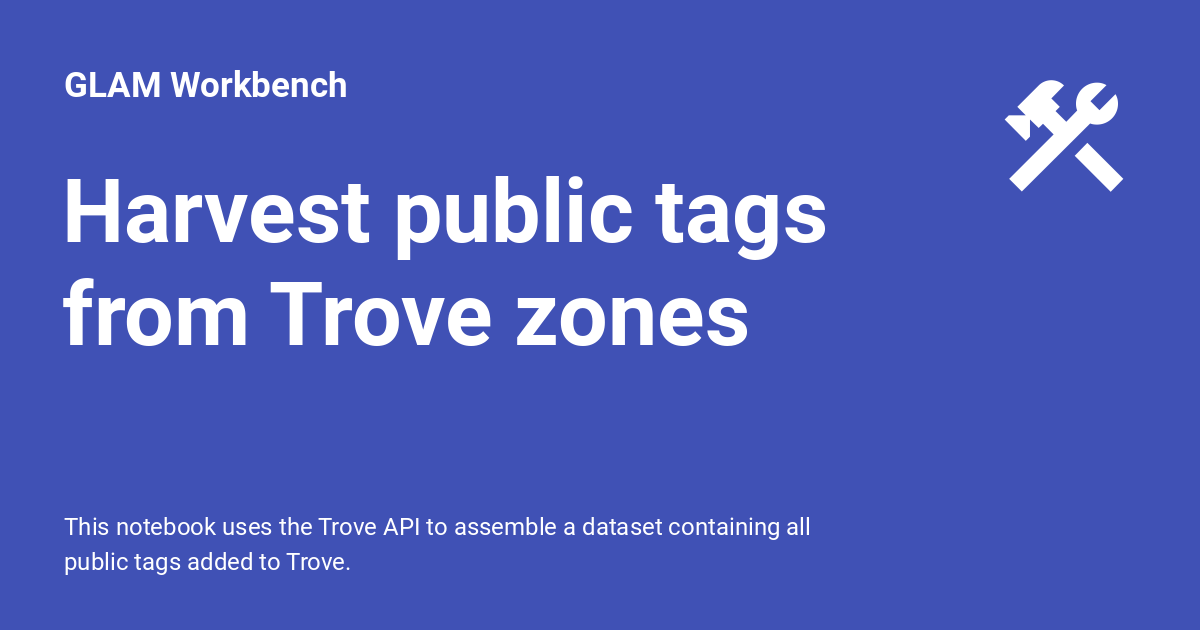 GLAM Workbench
Harvest public tags
from Trove zones
This notebook uses the Trove API to assemble a dataset containing all
public tags added to Trove.